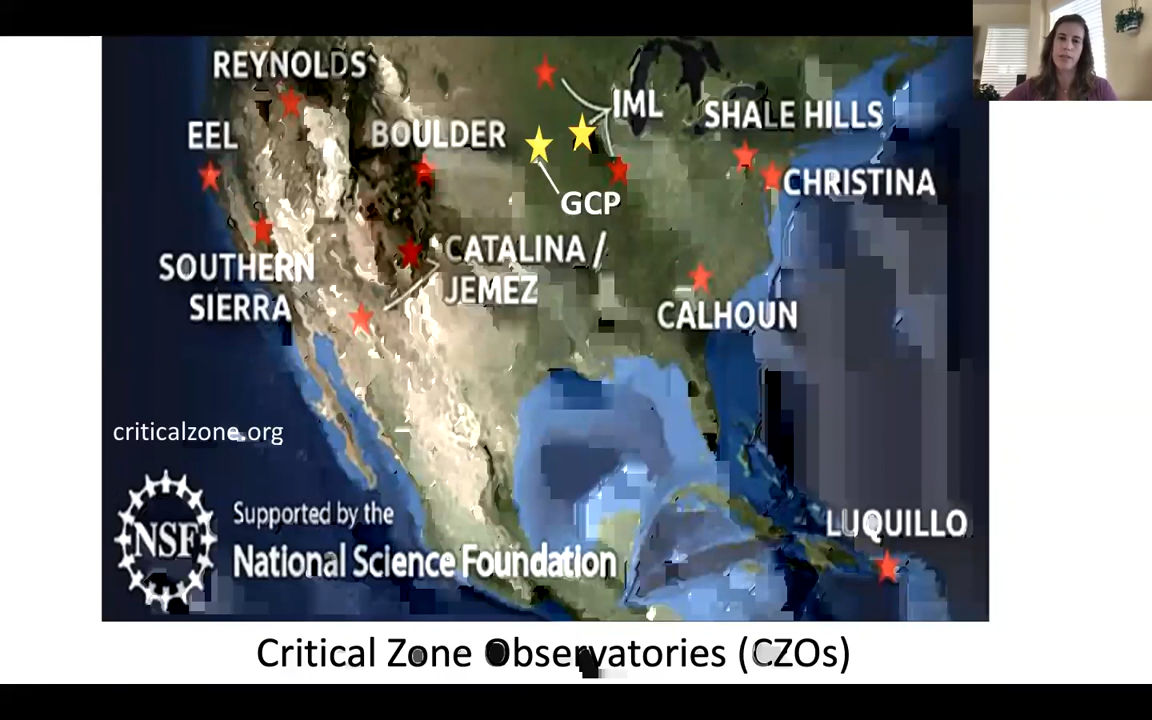 REYNOLDS
IML
SHALE HILLS
EEL
BOULDER
CHRISTINA
GCP
CATALINA /
JEMEZ
SOUTHERN
SIERRA
CALHOUN
criticalzone.org
LUQUILLO
NSF
Supported by the
National Science Foundation
Critical Zone Observatories (CZOs)